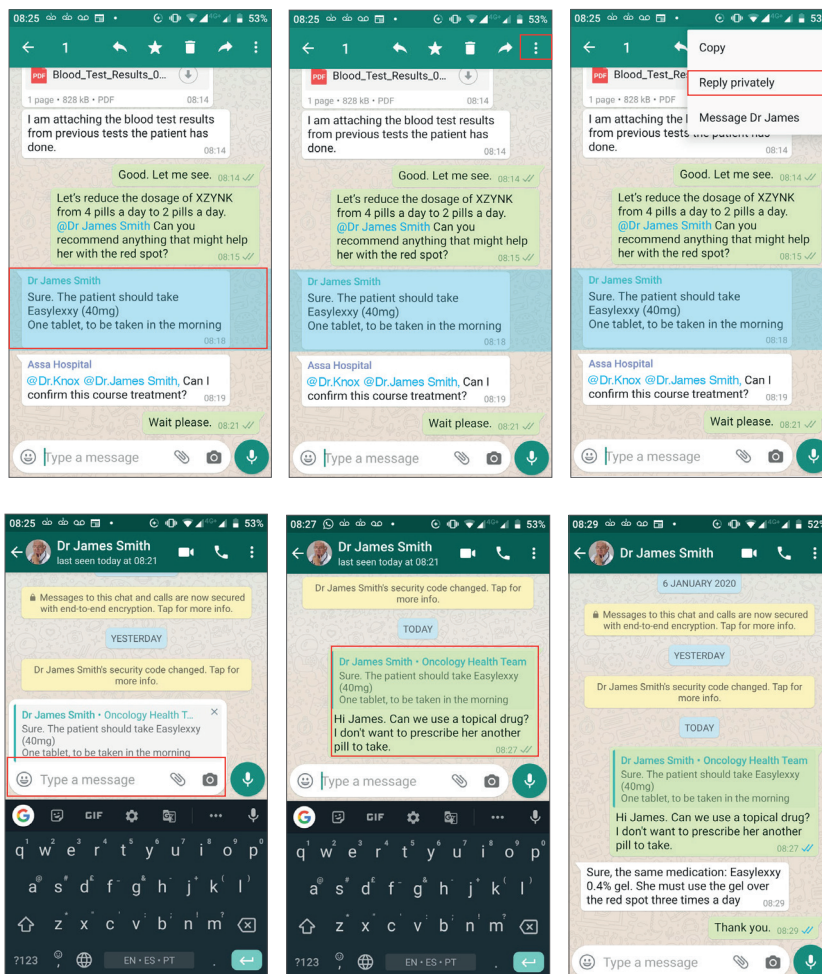 08:25 53%
1
PDF Blood_Test_Results_0...
1 page • 828 kB • PDF 08:14
I am attaching the blood test results
from previous tests the patient has
done. 08:14
Good. Let me see. 08:14
Let's reduce the dosage of XZYNK
from 4 pills a day to 2 pills a day.
@Dr James Smith Can you
recommend anything that might help
her with the red spot? 08:15
Dr James Smith
Sure. The patient should take
Easylexxy (40mg)
One tablet, to be taken in the morning
08:18
Assa Hospital
@Dr.Knox @Dr.James Smith, Can I
confirm this course treatment? 08:19
Wait please. 08:21
Type a message
08:25 4G+ 53%
1
PDF Blood_Test_Results_0...
1 page • 828 kB • PDF 08:14
I am attaching the blood test results
from previous tests the patient has
done. 08:14
Good. Let me see. 08:14
Let's reduce the dosage of XZYNK
from 4 pills a day to 2 pills a day.
@Dr James Smith Can you
recommend anything that might help
her with the red spot? 08:15
Dr James Smith
Sure. The patient should take
Easylexxy (40mg)
One tablet, to be taken in the morning
08:18
Assa Hospital
@Dr.Knox @Dr.James Smith, Can I
confirm this course treatment? 08:19
Wait please. 08:21
Type a message
08:25 4G+ 53
1
Copy
Reply privately
Message Dr James
PDF Blood_Test_Re
1 page • 828 kB • PDF
I am attaching the
from previous tests the patient has
done. 08:14
Good. Let me see. 08:14
Let's reduce the dosage of XZYNK
from 4 pills a day to 2 pills a day.
@Dr James Smith Can you
recommend anything that might help
her with the red spot? 08:15
Dr James Smith
Sure. The patient should take
Easylexxy (40mg)
One tablet, to be taken in the morning
08:18
Assa Hospital
@Dr.Knox @Dr.James Smith, Can I
confirm this course treatment? 08:19
Wait please. 08:21
Type a message
08:25 4G+ 53%
Dr James Smith
last seen today at 08:21
Messages to this chat and calls are now secured
with end-to-end encryption. Tap for more info.
YESTERDAY
Dr James Smith's security code changed. Tap for
more info.
Dr James Smith • Oncology Health T...
Sure. The patient should take Easylexxy
(40mg)
One tablet, to be taken in the morning
Type a message
G GIF
q w e 3 r 4 t 5 y 6 u 7 i 8 o 9 p 0
a s d f g h j k l
z x c v b n m
?123 EN • ES • PT .
08:27 4G+ 53%
Dr James Smith
last seen today at 08:21
Dr James Smith's security code changed. Tap for
more info.
TODAY
Dr James Smith • Oncology Health Team
Sure. The patient should take Easylexxy
(40mg)
One tablet, to be taken in the morning
Hi James. Can we use a topical drug?
I don't want to prescribe her another
pill to take. 08:27
Type a message
G GIF
q w e 3 r 4 t 5 y 6 u 7 i 8 o 9 p 0
a s d f g h j k l
z x c v b n m
?123 EN • ES • PT .
08:29 4G+ 52%
Dr James Smith
6 JANUARY 2020
Messages to this chat and calls are now secured
with end-to-end encryption. Tap for more info.
YESTERDAY
Dr James Smith's security code changed. Tap for
more info.
TODAY
Dr James Smith • Oncology Health Team
Sure. The patient should take Easylexxy
(40mg)
One tablet, to be taken in the morning
Hi James. Can we use a topical drug?
I don't want to prescribe her another
pill to take. 08:27
Sure, the same medication: Easylexxy
0.4% gel. She must use the gel over
the red spot three times a day 08:29
Thank you. 08:29
Type a message